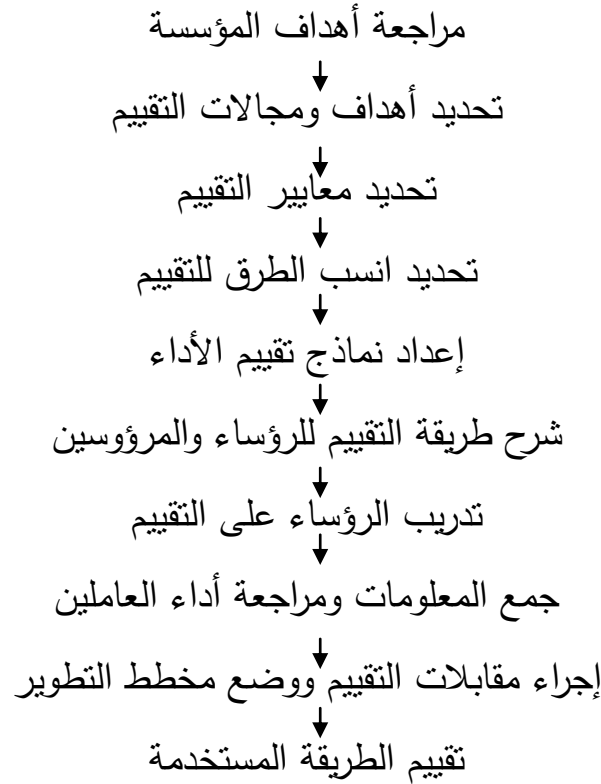 مراجعة أهداف المؤسسة
تحديد أهداف ومجالات التقييم
تحديد معايير التقييم
تحديد انسب الطرق للتقييم
إعداد نماذج تقييم الأداء
شرح طريقة التقييم للرؤساء والمرؤوسين
تدريب الرؤساء على التقييم
جمع المعلومات ومراجعة أداء العاملين
إجراء مقابلات التقييم ووضع مخطط التطوير
تقييم الطريقة المستخدمة